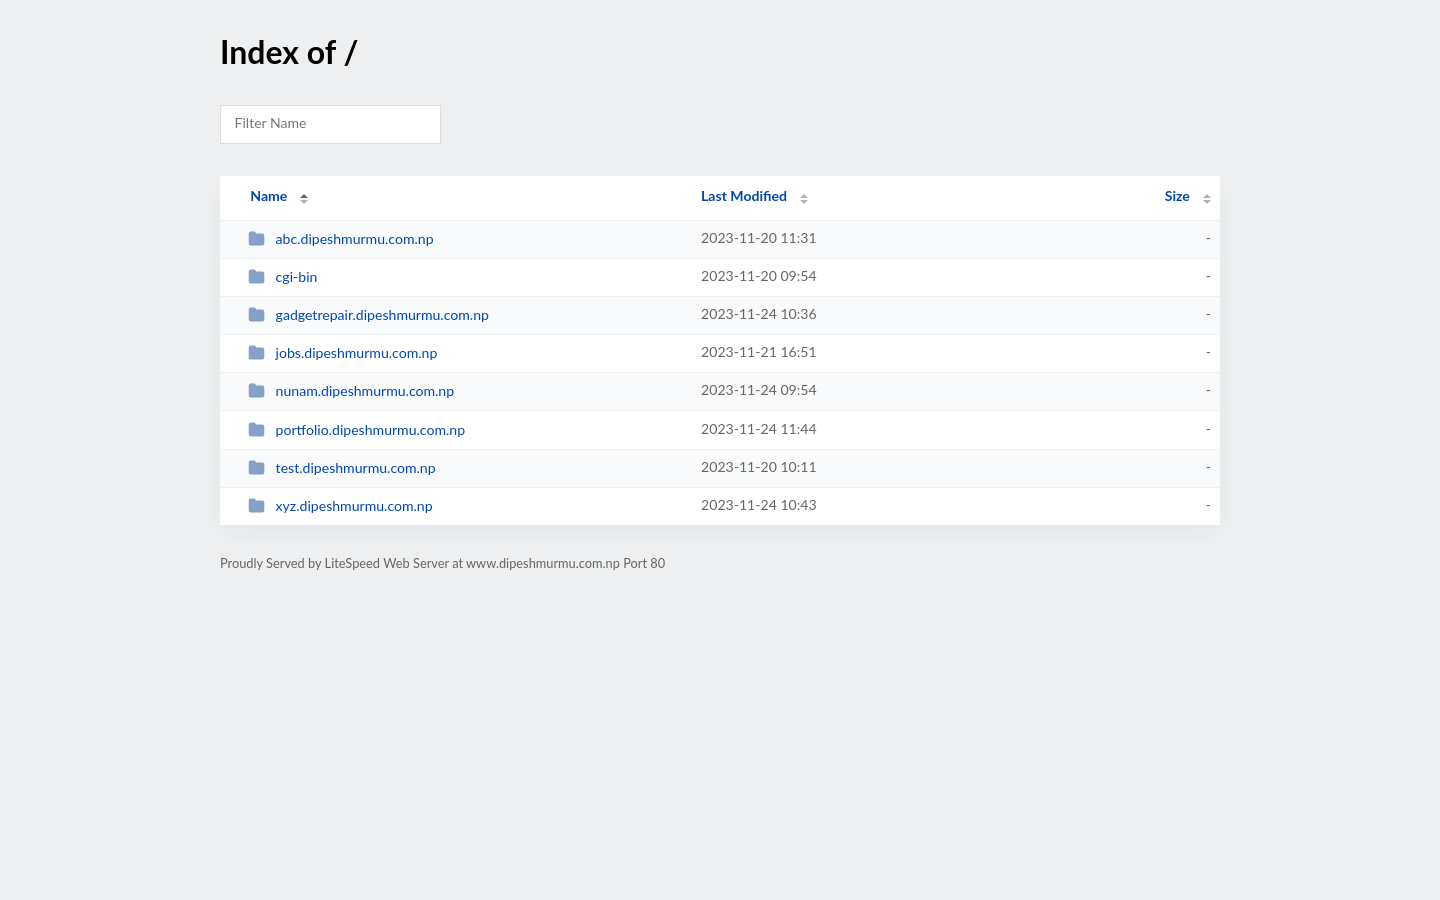 Index of /
Filter Name
Name Last Modified Size
abc.dipeshmurmu.com.np 2023-11-20 11:31 -
cgi-bin 2023-11-20 09:54 -
gadgetrepair.dipeshmurmu.com.np 2023-11-24 10:36 -
jobs.dipeshmurmu.com.np 2023-11-21 16:51 -
nunam.dipeshmurmu.com.np 2023-11-24 09:54 -
portfolio.dipeshmurmu.com.np 2023-11-24 11:44 -
test.dipeshmurmu.com.np 2023-11-20 10:11 -
xyz.dipeshmurmu.com.np 2023-11-24 10:43 -
Proudly Served by LiteSpeed Web Server at www.dipeshmurmu.com.np Port 80